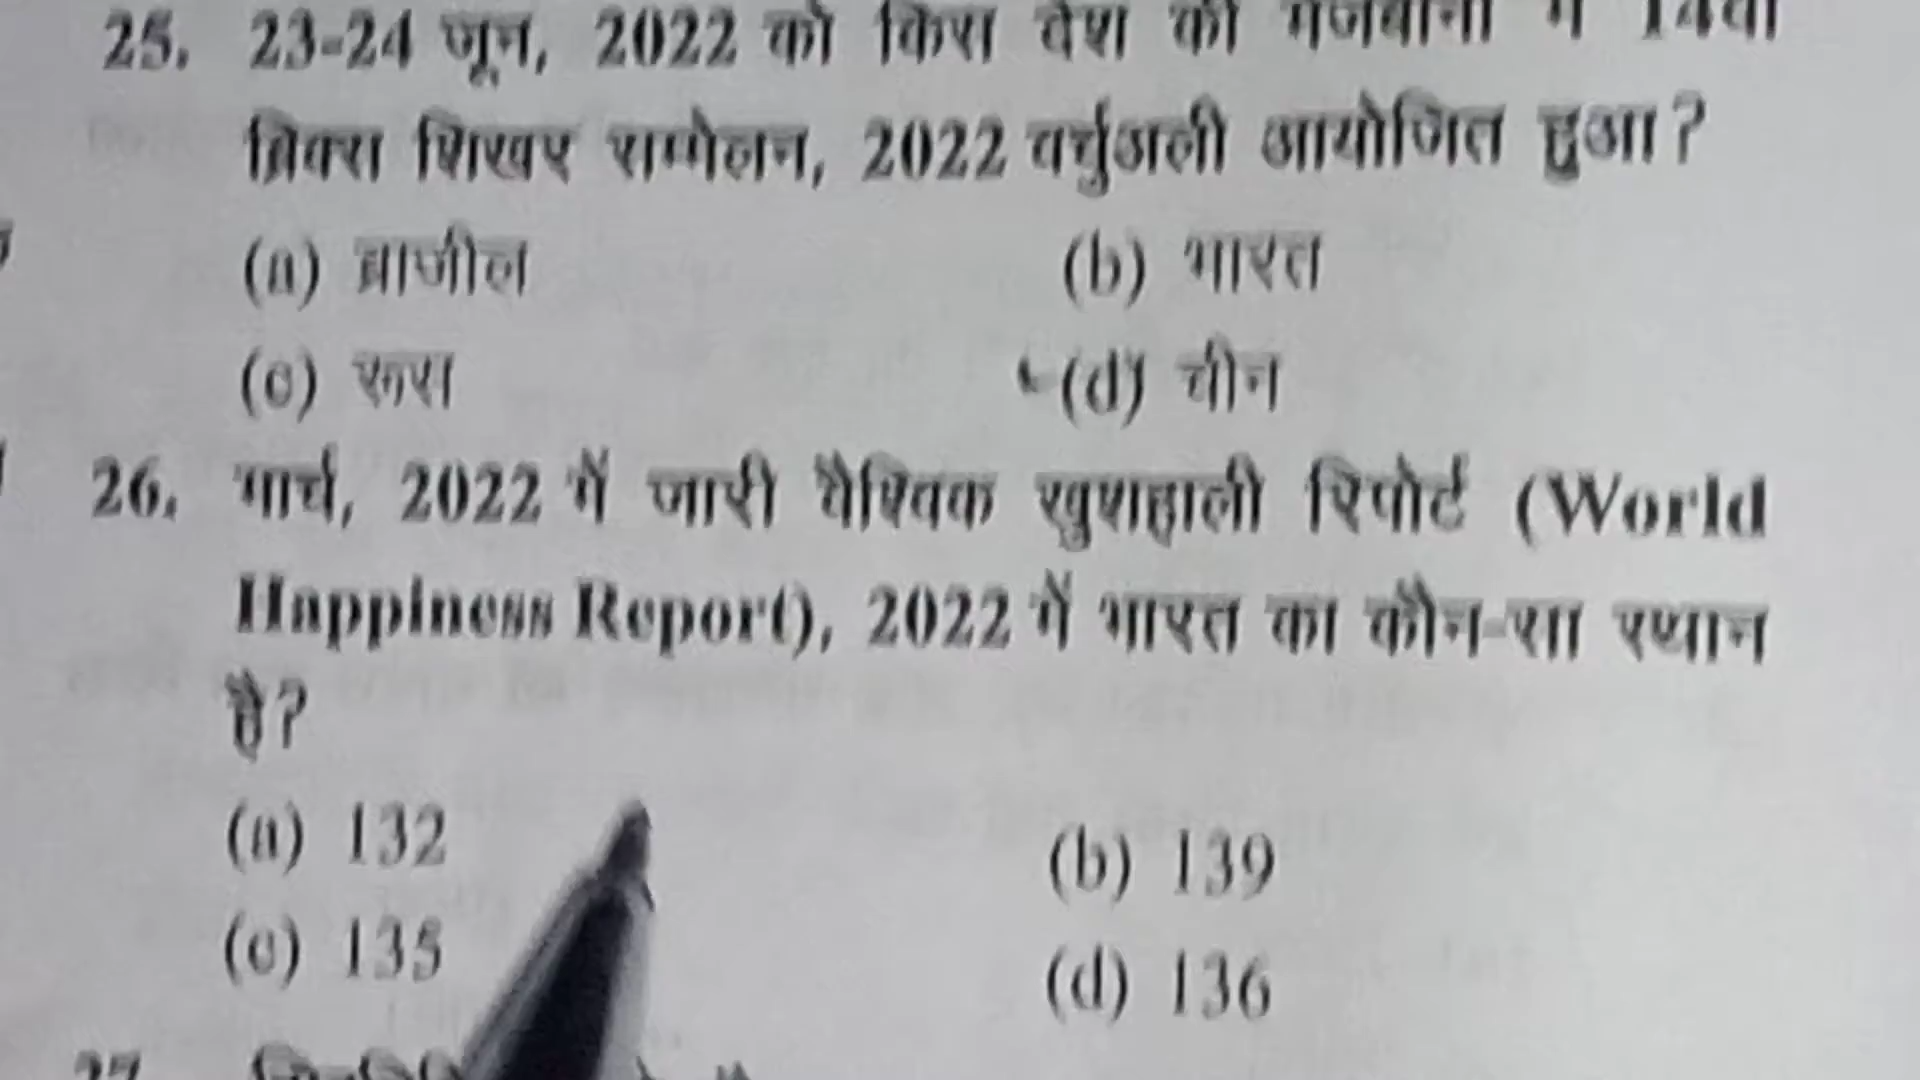 25. 23-24 जून, 2022 को किस देश की मेजबानी में 14वाँ
ब्रिक्स शिखर सम्मेलन, 2022 वर्चुअली आयोजित हुआ?
(a) ब्राजील (b) भारत
(c) रूस (d) चीन
26. मार्च, 2022 में जारी वैश्विक खुशहाली रिपोर्ट (World
Happiness Report), 2022 में भारत का कौन-सा स्थान
है?
(a) 132 (b) 139
(c) 135 (d) 136
27.